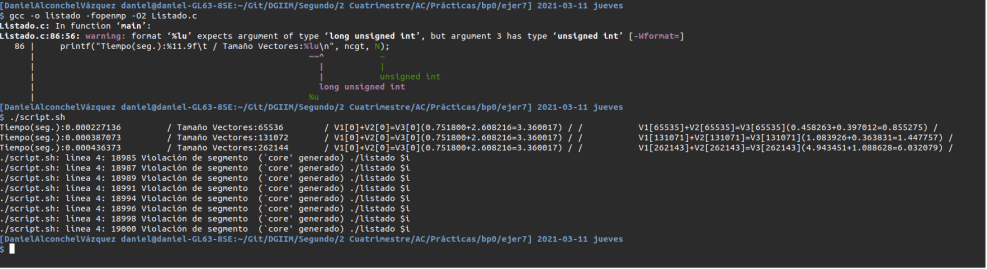 [DanielAlconchelVázquez daniel@daniel-GL63-8SE:~/Git/DGIIM/Segundo/2 Cuatrimestre/AC/Prácticas/bp0/ejer7] 2021-03-11 jueves
$ gcc -o listado -fopenmp -O2 Listado.c
Listado.c: In function ‘main’:
Listado.c:86:56: warning: format ‘%lu’ expects argument of type ‘long unsigned int’, but argument 3 has type ‘unsigned int’ [-Wformat=]
86 | printf("Tiempo(seg.):%11.9f\t / Tamaño Vectores:%lu\n", ncgt, N);
| ~~^ ~
| | |
| | unsigned int
| long unsigned int
| %u
[DanielAlconchelVázquez daniel@daniel-GL63-8SE:~/Git/DGIIM/Segundo/2 Cuatrimestre/AC/Prácticas/bp0/ejer7] 2021-03-11 jueves
$ ./script.sh
Tiempo(seg.):0.000227136 / Tamaño Vectores:65536 / V1[0]+V2[0]=V3[0](0.751800+2.608216=3.360017) / / V1[65535]+V2[65535]=V3[65535](0.458263+0.397012=0.855275) /
Tiempo(seg.):0.000387073 / Tamaño Vectores:131072 / V1[0]+V2[0]=V3[0](0.751800+2.608216=3.360017) / / V1[131071]+V2[131071]=V3[131071](1.083926+0.363831=1.447757) /
Tiempo(seg.):0.000436373 / Tamaño Vectores:262144 / V1[0]+V2[0]=V3[0](0.751800+2.608216=3.360017) / / V1[262143]+V2[262143]=V3[262143](4.943451+1.088628=6.032079) /
./script.sh: línea 4: 18985 Violación de segmento (`core' generado) ./listado $i
./script.sh: línea 4: 18987 Violación de segmento (`core' generado) ./listado $i
./script.sh: línea 4: 18989 Violación de segmento (`core' generado) ./listado $i
./script.sh: línea 4: 18991 Violación de segmento (`core' generado) ./listado $i
./script.sh: línea 4: 18994 Violación de segmento (`core' generado) ./listado $i
./script.sh: línea 4: 18996 Violación de segmento (`core' generado) ./listado $i
./script.sh: línea 4: 18998 Violación de segmento (`core' generado) ./listado $i
./script.sh: línea 4: 19000 Violación de segmento (`core' generado) ./listado $i
[DanielAlconchelVázquez daniel@daniel-GL63-8SE:~/Git/DGIIM/Segundo/2 Cuatrimestre/AC/Prácticas/bp0/ejer7] 2021-03-11 jueves
$